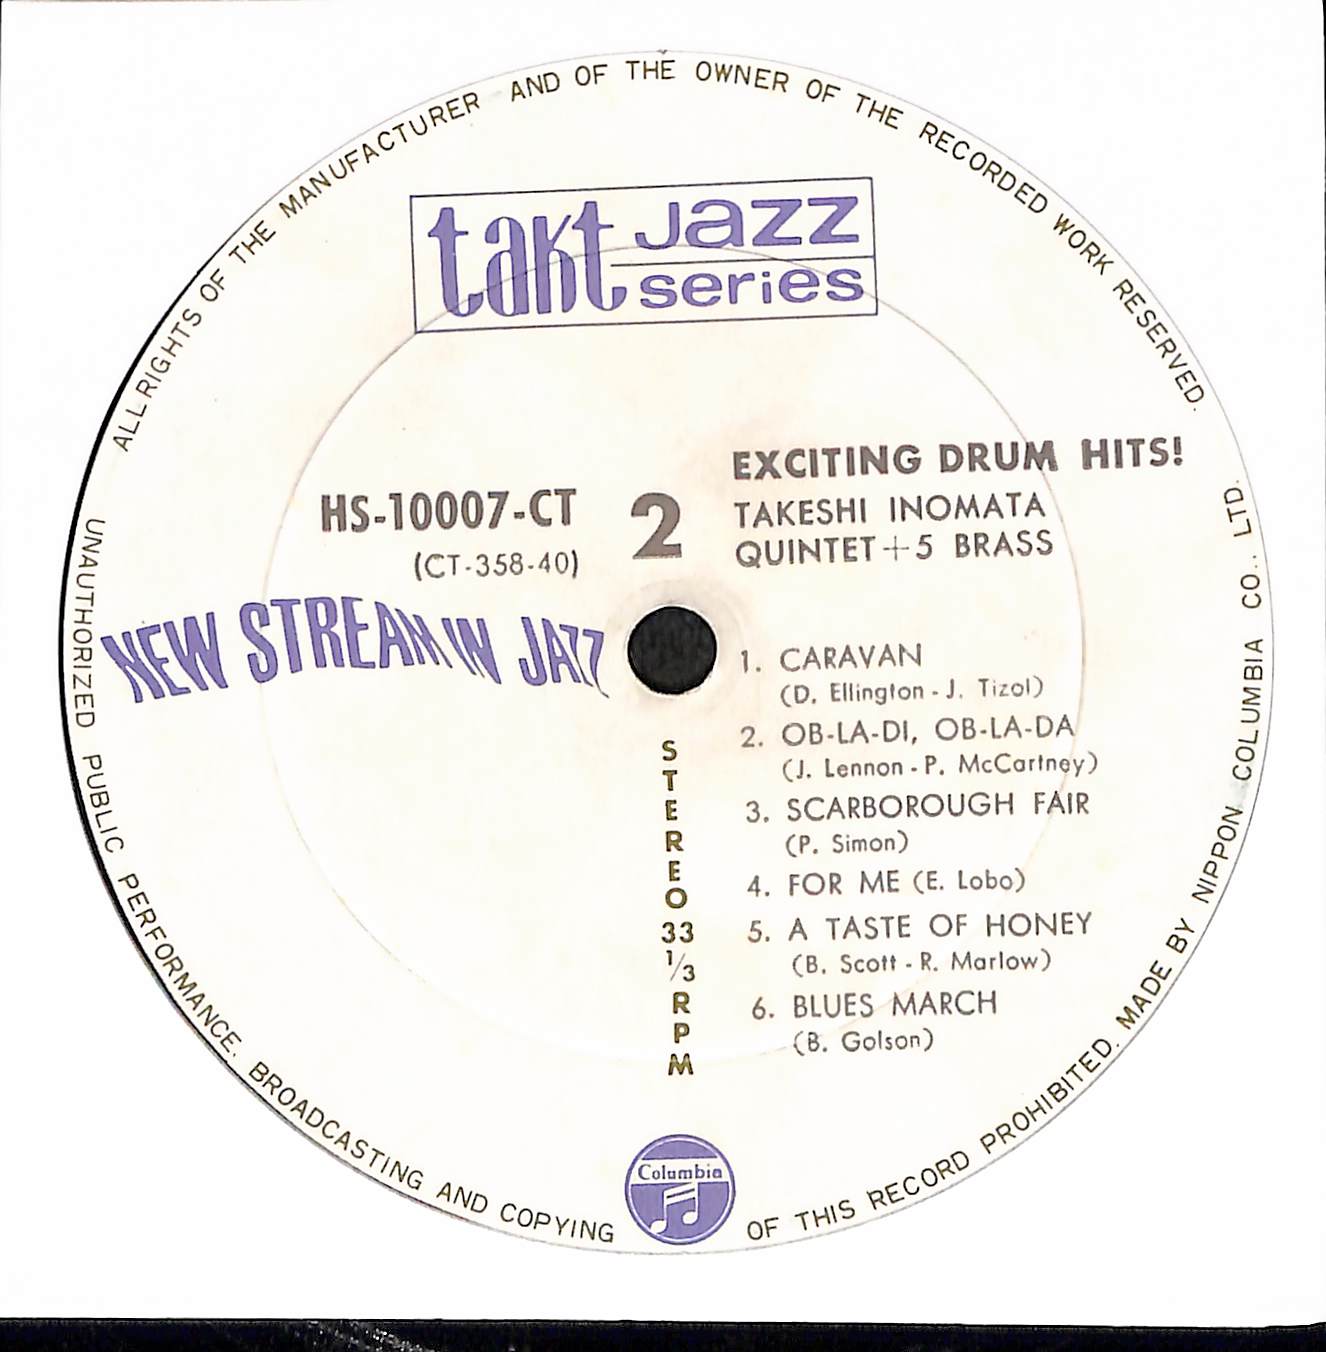 ALL RIGHTS OF THE MANUFACTURER AND OF THE OWNER OF THE RECORDED WORK RESERVED.
takt jazz
series
EXCITING DRUM HITS!
HS-10007-CT
2
TAKESHI INOMATA
(CT-358-40)
QUINTET+5 BRASS
NEW STREAM IN JAZZ
1. CARAVAN
(D. Ellington - J. Tizol)
2. OB-LA-DI, OB-LA-DA
(J. Lennon - P. McCartney)
3. SCARBOROUGH FAIR
(P. Simon)
4. FOR ME (E. Lobo)
5. A TASTE OF HONEY
(B. Scott - R. Marlow)
6. BLUES MARCH
(B. Golson)
STEREO 33 1/3 RPM
Columbia
UNAUTHORIZED PUBLIC PERFORMANCE. BROADCASTING AND COPYING OF THIS RECORD PROHIBITED. MADE BY NIPPON COLUMBIA CO., LTD.